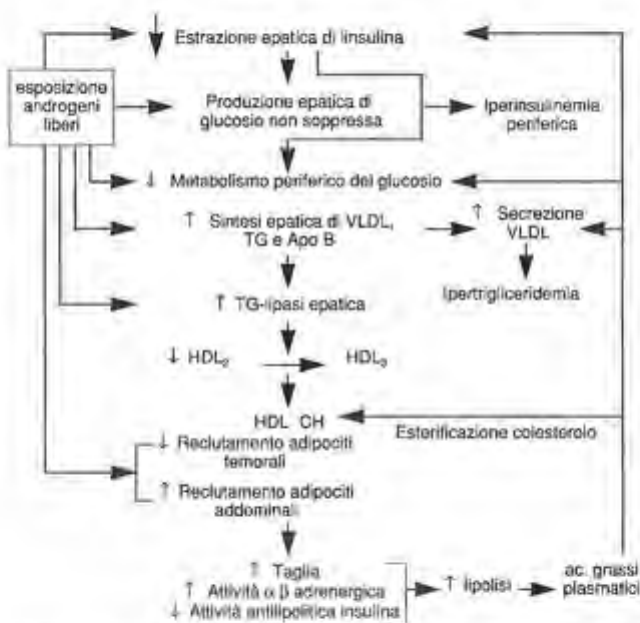 ↓ Estrazione epatica di insulina
esposizione
androgeni
liberi
Produzione epatica di
glucosio non soppressa
Iperinsulinemia
periferica
↓ Metabolismo periferico del glucosio
↑ Sintesi epatica di VLDL,
TG e Apo B
↑ Secrezione
VLDL
Ipertrigliceridemia
↑ TG-lipasi epatica
↓ HDL₂
HDL₃
HDL CH
Esterificazione colesterolo
↓ Reclutamento adipociti
femorali
↑ Reclutamento adipociti
addominali
↑ Taglia
↑ Attività α β adrenergica
↓ Attività antilipolitica insulina
↑ lipolisi
ac. grassi
plasmatici